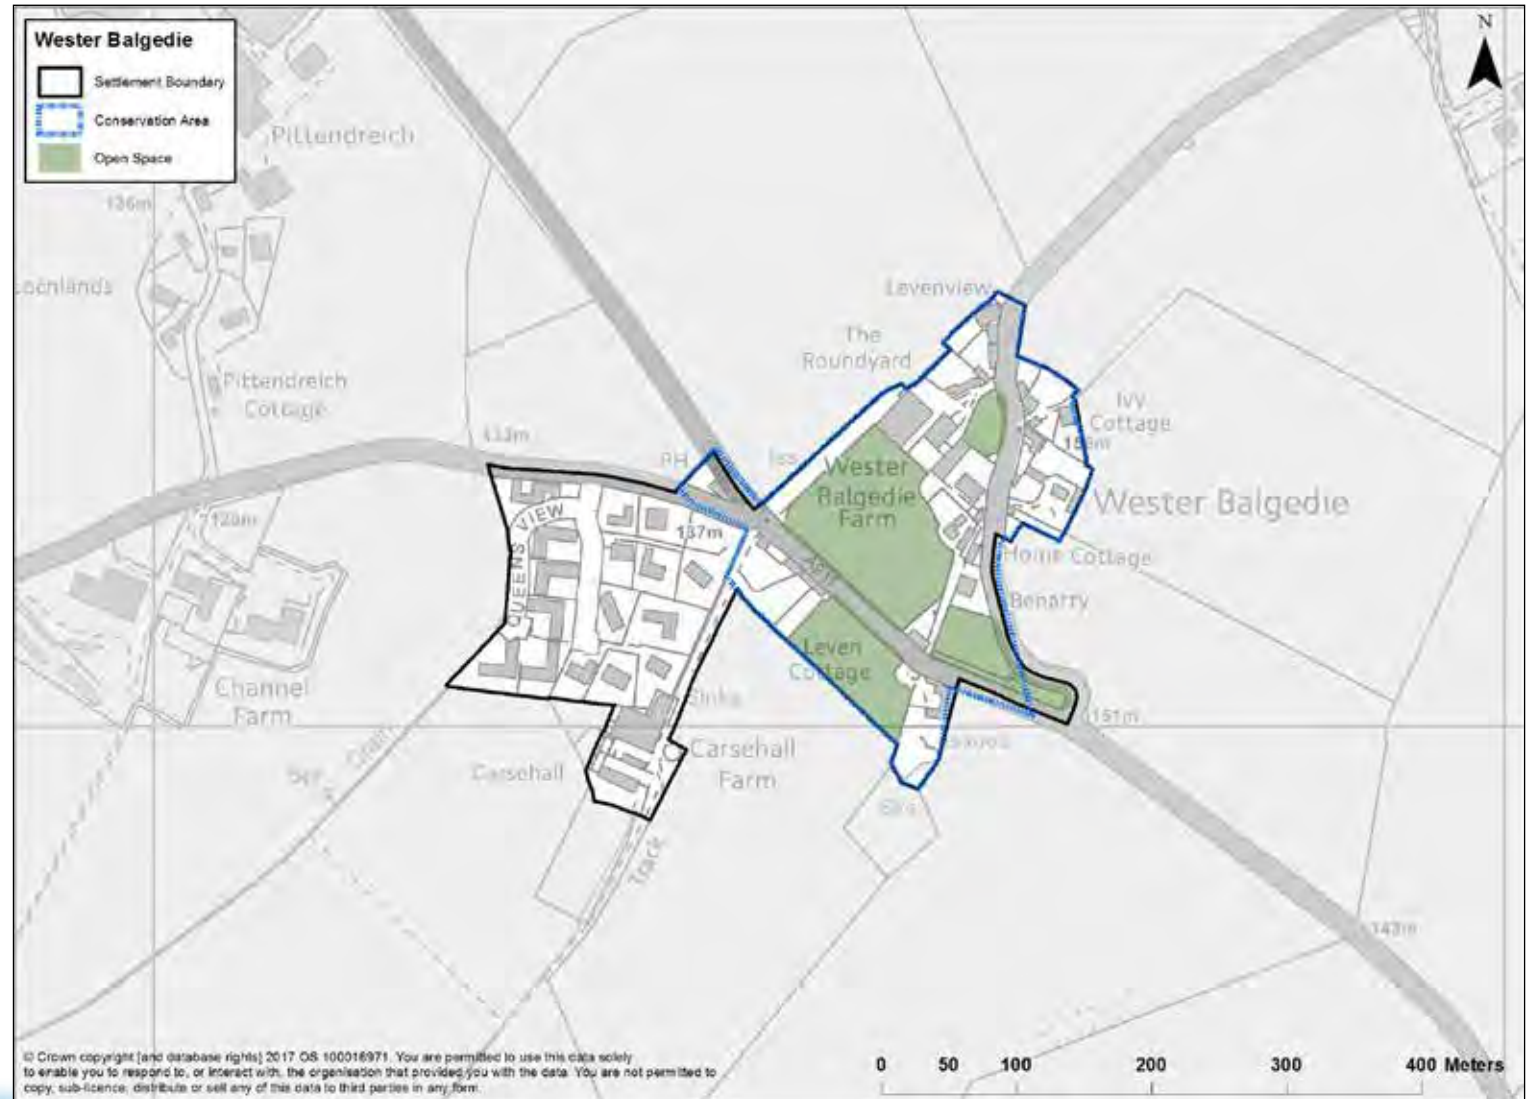 Wester Balgedie
Settlement Boundary
Conservation Area
Open Space
N
Pittendreich
136m
Levenview
The
Roundyard
Pittendreich
Cottage
Ivy
Cottage
133m
PH
Wester
Balgedie
Farm
Wester Balgedie
QUEENS VIEW
137m
Home Cottage
Benarty
Leven
Cottage
Channel
Farm
Sinks
151m
Carsehall
Farm
Carsehall
Drain
Track
143m
© Crown copyright [and database rights] 2017 OS 100016971. You are permitted to use this data solely
to enable you to respond to, or interact with, the organisation that provided you with the data. You are not permitted to
copy, sub-licence, distribute or sell any of this data to third parties in any form.
0 50 100 200 300 400 Meters